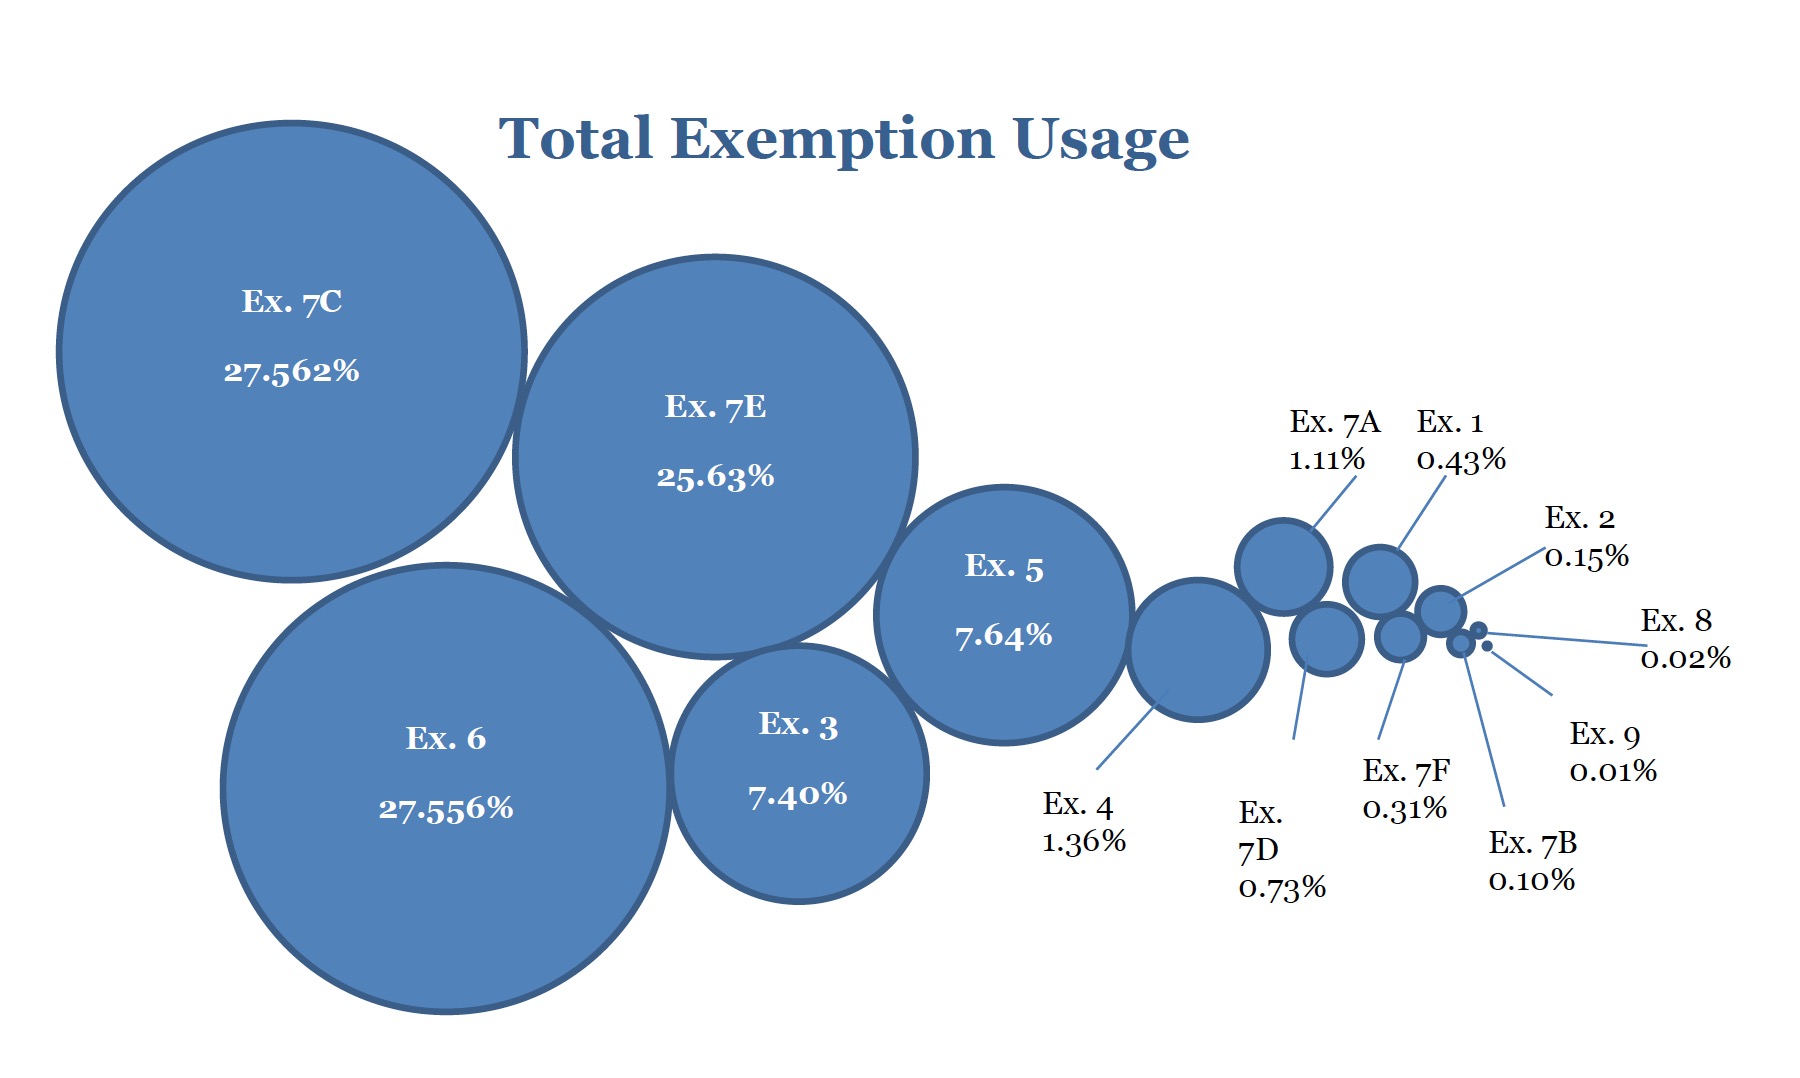 Total Exemption Usage
Ex. 7C
27.562%
Ex. 7E
25.63%
Ex. 7A
1.11%
Ex. 1
0.43%
Ex. 2
0.15%
Ex. 5
7.64%
Ex. 8
0.02%
Ex. 6
27.556%
Ex. 3
7.40%
Ex. 9
0.01%
Ex. 4
1.36%
Ex.
7D
0.73%
Ex. 7F
0.31%
Ex. 7B
0.10%